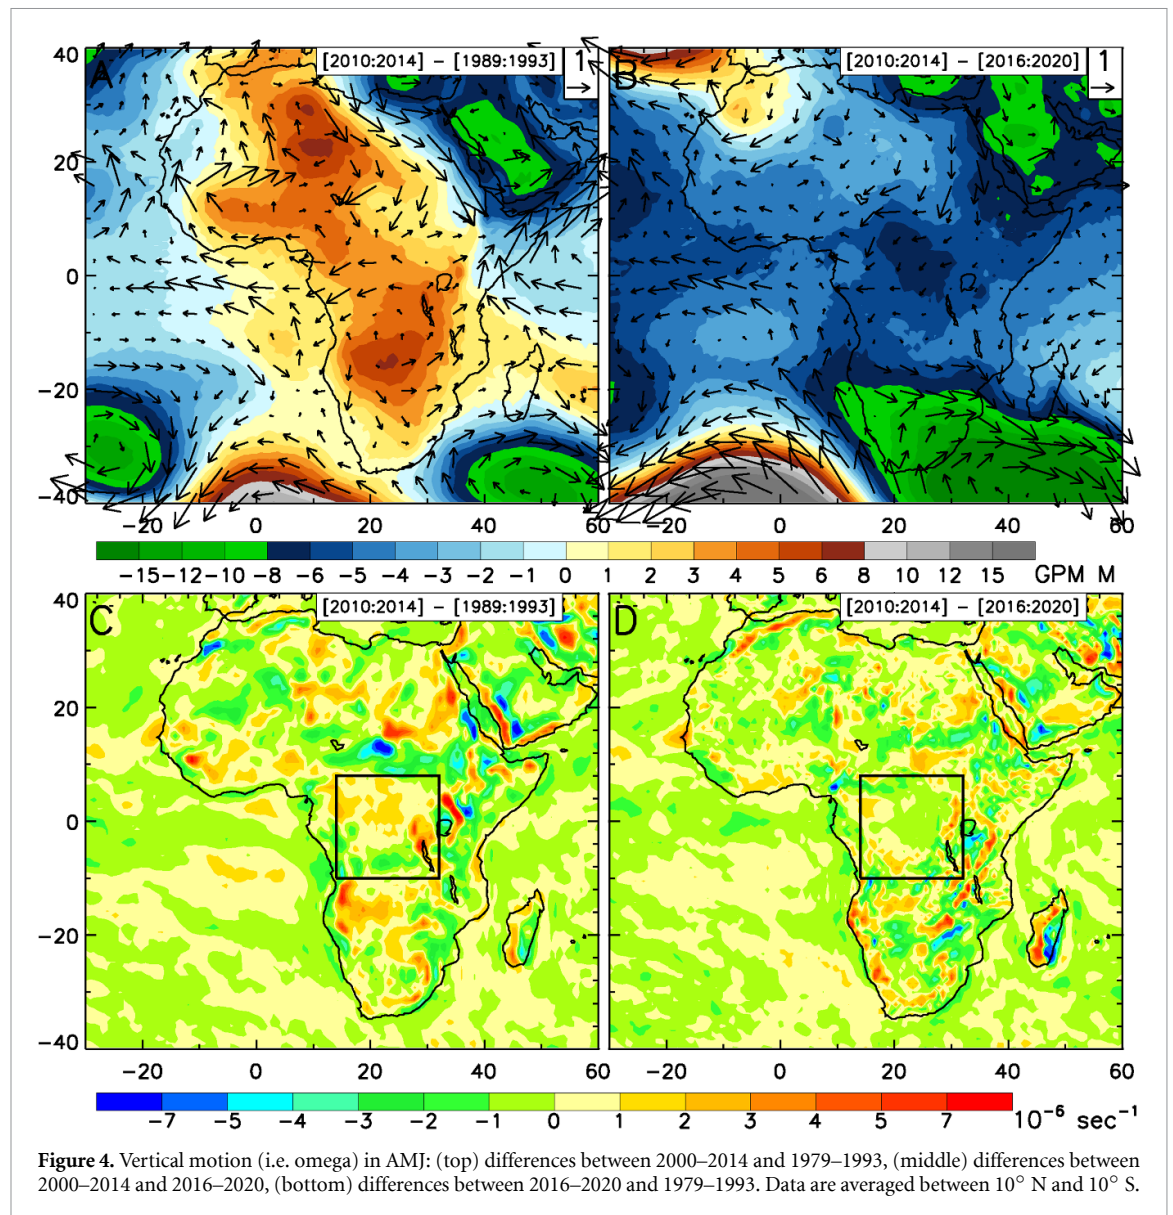 A [2010:2014] − [1989:1993] 1
B [2010:2014] − [2016:2020] 1
40
20
0
−20
−40
−20 0 20 40 60
−20 0 20 40 60
−15 −12 −10 −8 −6 −5 −4 −3 −2 −1 0 1 2 3 4 5 6 8 10 12 15 GPM M
C [2010:2014] − [1989:1993]
D [2010:2014] − [2016:2020]
40
20
0
−20
−40
−20 0 20 40 60
−20 0 20 40 60
−7 −5 −4 −3 −2 −1 0 1 2 3 4 5 7 10⁻⁶ sec⁻¹
Figure 4. Vertical motion (i.e. omega) in AMJ: (top) differences between 2000–2014 and 1979–1993, (middle) differences between
2000–2014 and 2016–2020, (bottom) differences between 2016–2020 and 1979–1993. Data are averaged between 10° N and 10° S.